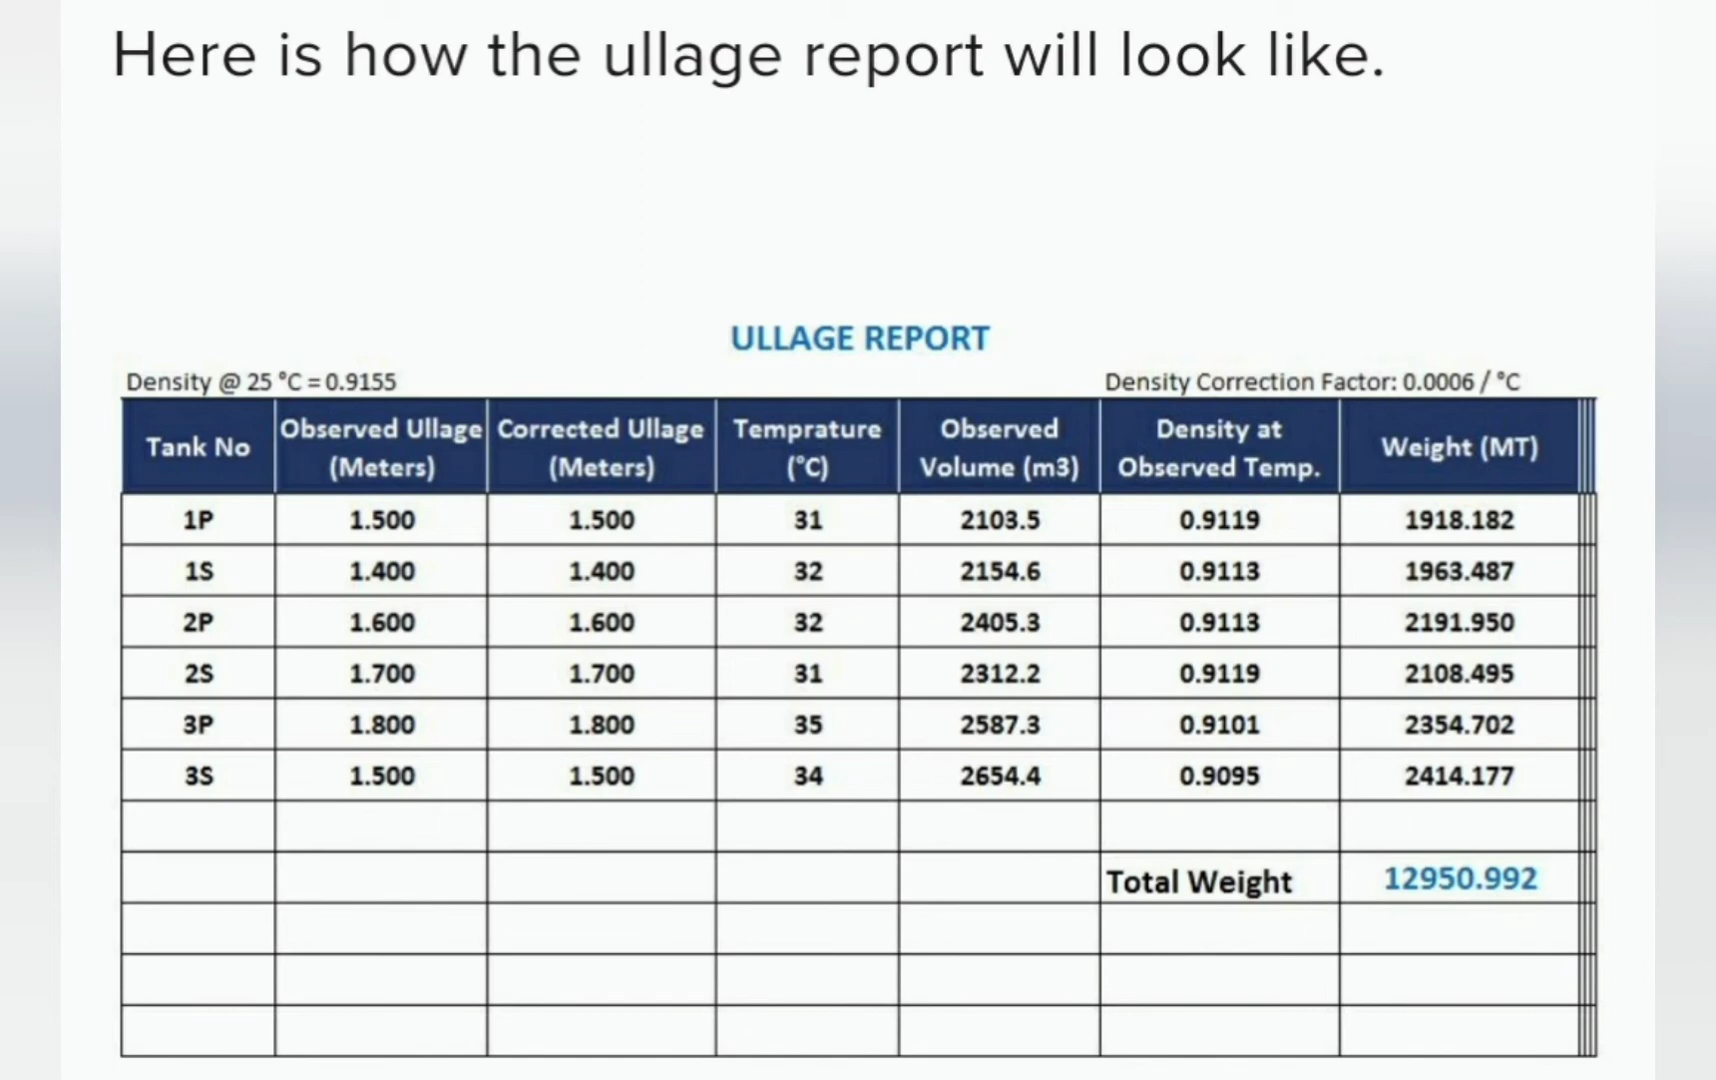 Here is how the ullage report will look like.
ULLAGE REPORT
Density @ 25 °C = 0.9155 Density Correction Factor: 0.0006 / °C
Tank No Observed Ullage (Meters) Corrected Ullage (Meters) Temprature (°C) Observed Volume (m3) Density at Observed Temp. Weight (MT)
1P 1.500 1.500 31 2103.5 0.9119 1918.182
1S 1.400 1.400 32 2154.6 0.9113 1963.487
2P 1.600 1.600 32 2405.3 0.9113 2191.950
2S 1.700 1.700 31 2312.2 0.9119 2108.495
3P 1.800 1.800 35 2587.3 0.9101 2354.702
3S 1.500 1.500 34 2654.4 0.9095 2414.177
Total Weight 12950.992